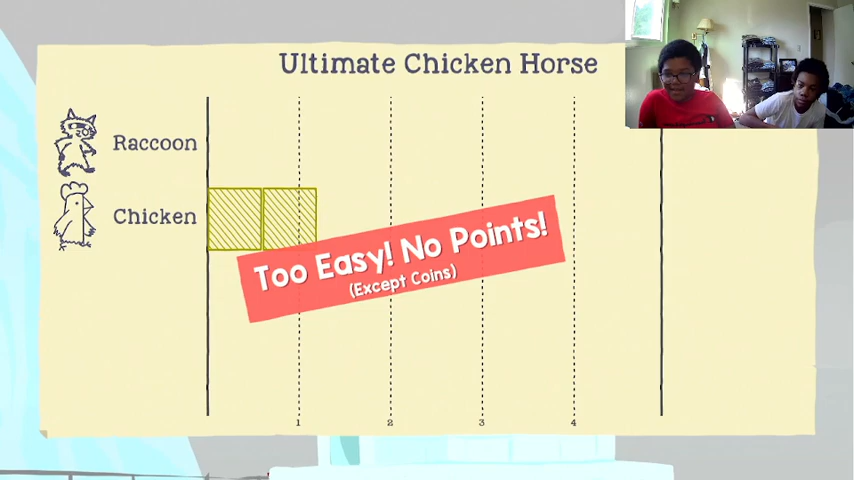 Ultimate Chicken Horse
Raccoon
Chicken
Too Easy! No Points!
(Except Coins)
1 2 3 4